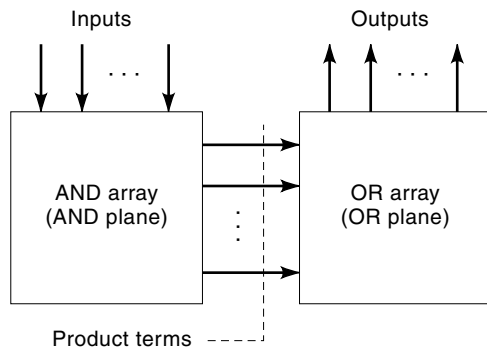 Inputs
Outputs
. . .
. . .
AND array
(AND plane)
OR array
(OR plane)
Product terms